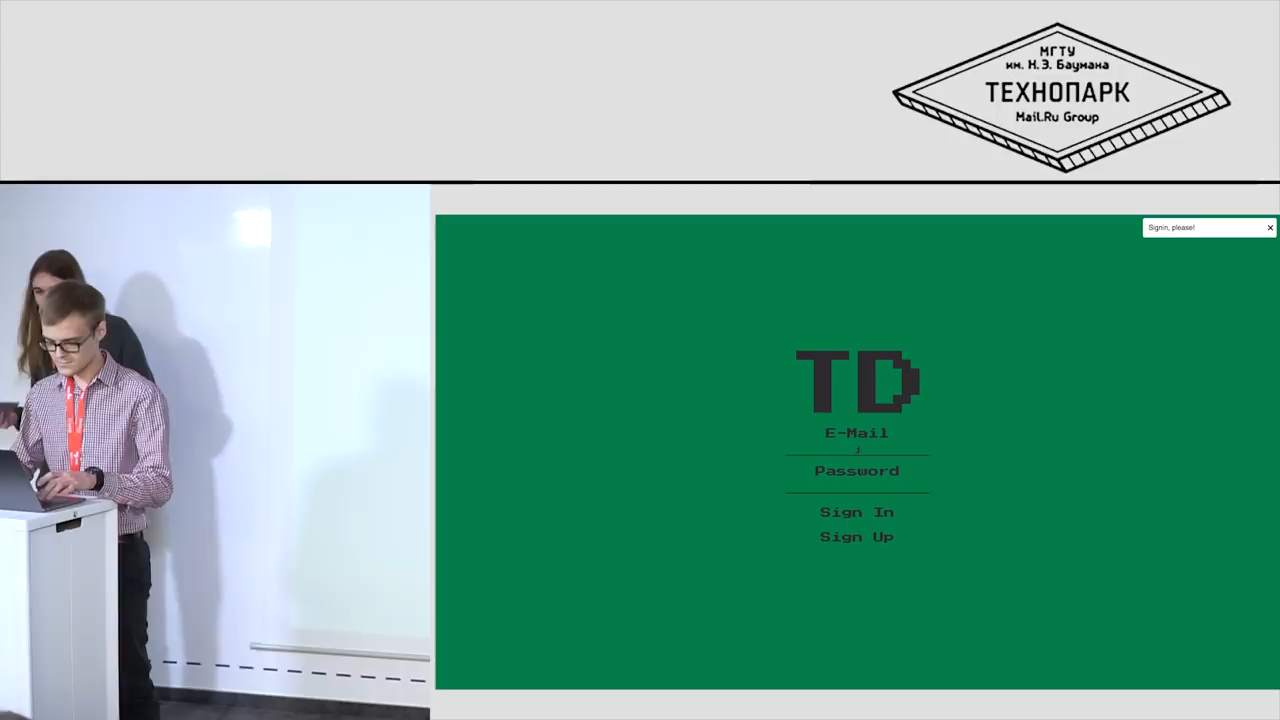 МГТУ
им. Н.Э. Баумана
ТЕХНОПАРК
Mail.Ru Group
Signin, please!
TD
E-Mail
j
Password
Sign In
Sign Up